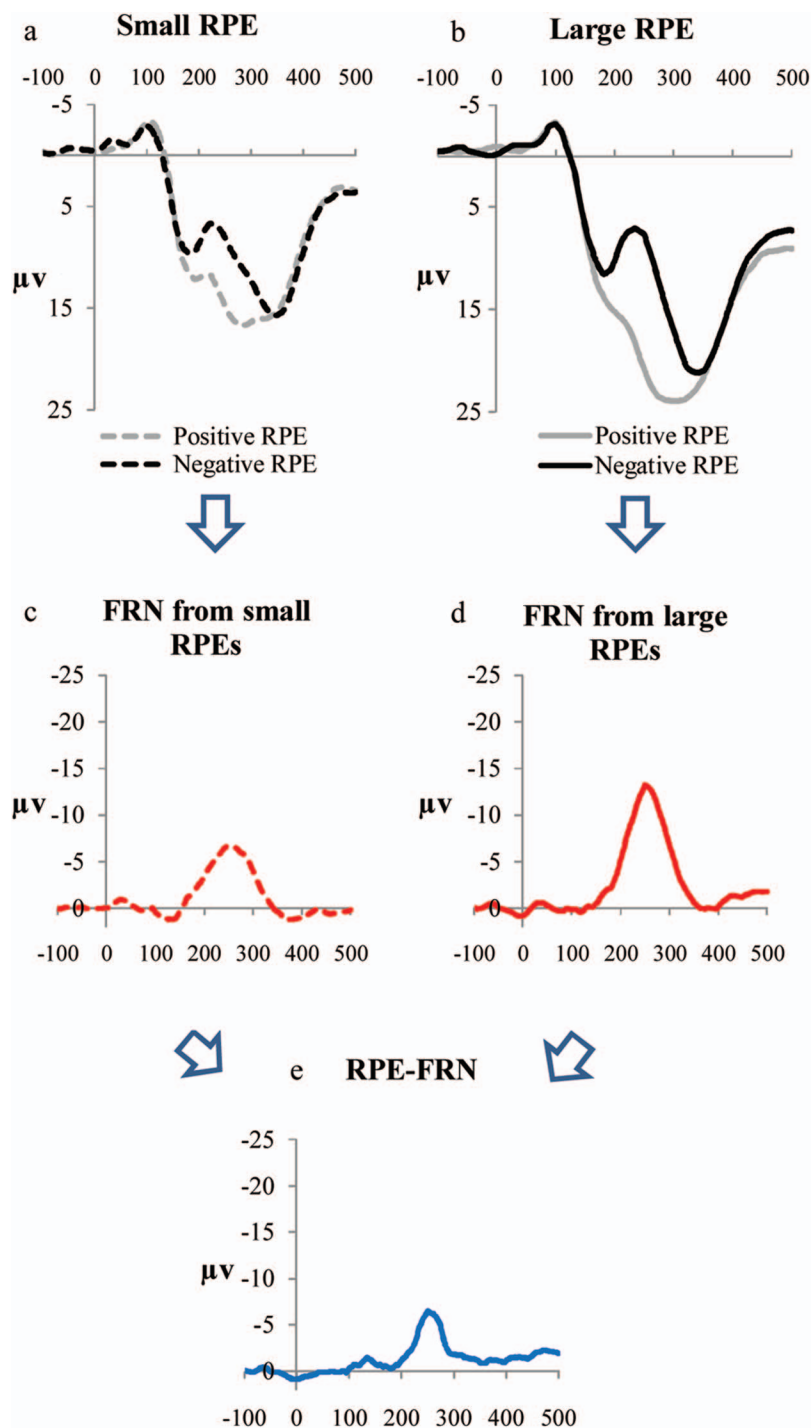 a Small RPE
-100 0 100 200 300 400 500
-5
5
15
25
μv
Positive RPE
Negative RPE
b Large RPE
-100 0 100 200 300 400 500
-5
5
15
25
μv
Positive RPE
Negative RPE
c FRN from small
RPEs
-25
-20
-15
-10
-5
0
μv
-100 0 100 200 300 400 500
d FRN from large
RPEs
-25
-20
-15
-10
-5
0
μv
-100 0 100 200 300 400 500
e RPE-FRN
-25
-20
-15
-10
-5
0
μv
-100 0 100 200 300 400 500